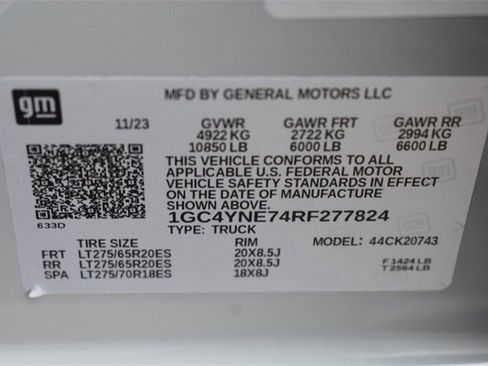 gm
MFD BY GENERAL MOTORS LLC
11/23 GVWR GAWR FRT GAWR RR
4922 KG 2722 KG 2994 KG
10850 LB 6000 LB 6600 LB
THIS VEHICLE CONFORMS TO ALL
APPLICABLE U.S. FEDERAL MOTOR
VEHICLE SAFETY STANDARDS IN EFFECT
ON THE DATE OF MANUFACTURE
SHOWN ABOVE.
633D 1GC4YNE74RF277824
TYPE: TRUCK
TIRE SIZE RIM MODEL: 44CK20743
FRT LT275/65R20ES 20X8.5J
RR LT275/65R20ES 20X8.5J F 1424 LB
SPA LT275/70R18ES 18X8J T 2564 LB